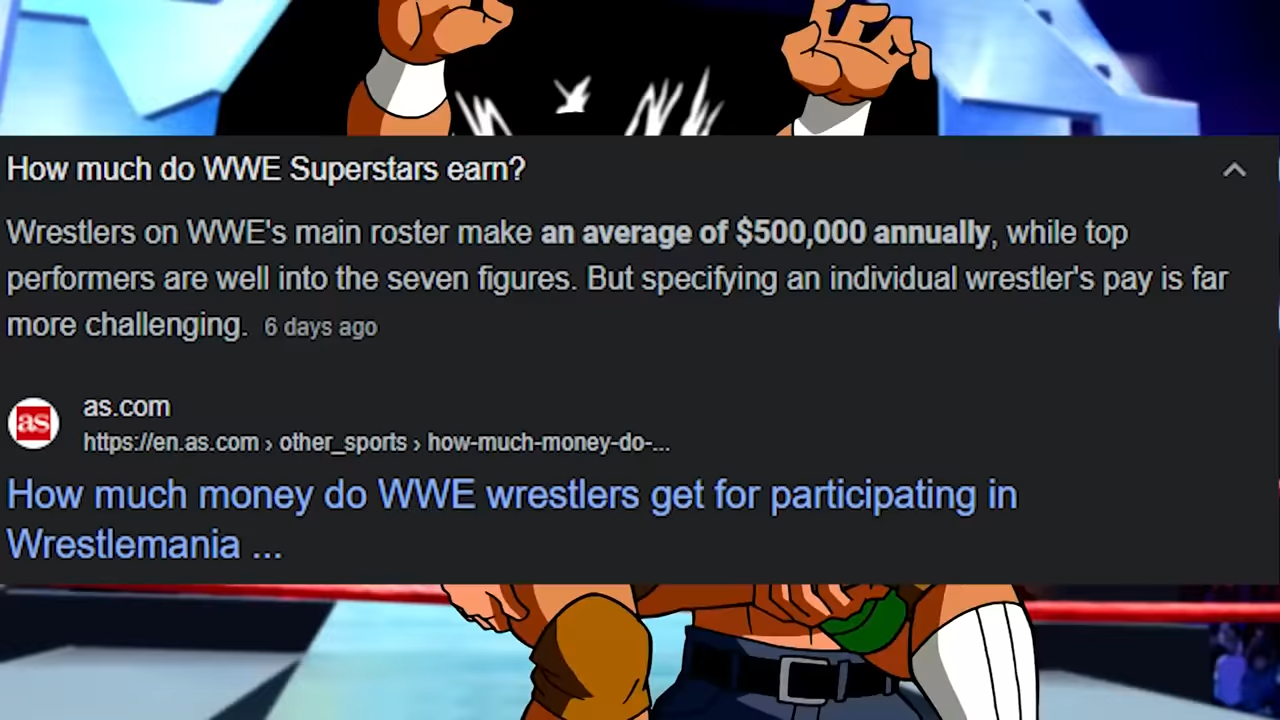 How much do WWE Superstars earn?
Wrestlers on WWE's main roster make an average of $500,000 annually, while top
performers are well into the seven figures. But specifying an individual wrestler's pay is far
more challenging. 6 days ago
as.com
as
https://en.as.com › other_sports › how-much-money-do-...
How much money do WWE wrestlers get for participating in
Wrestlemania ...